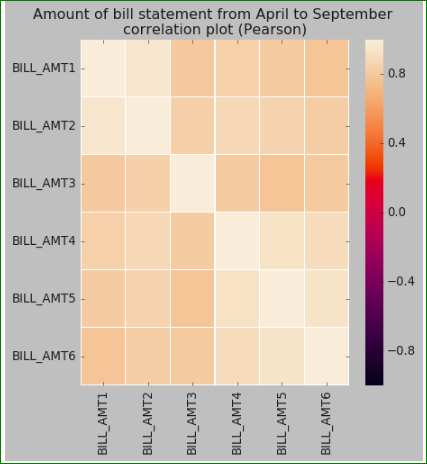 Amount of bill statement from April to September
correlation plot (Pearson)
BILL_AMT1
BILL_AMT2
BILL_AMT3
BILL_AMT4
BILL_AMT5
BILL_AMT6
0.8
0.4
0.0
−0.4
−0.8
BILL_AMT1
BILL_AMT2
BILL_AMT3
BILL_AMT4
BILL_AMT5
BILL_AMT6